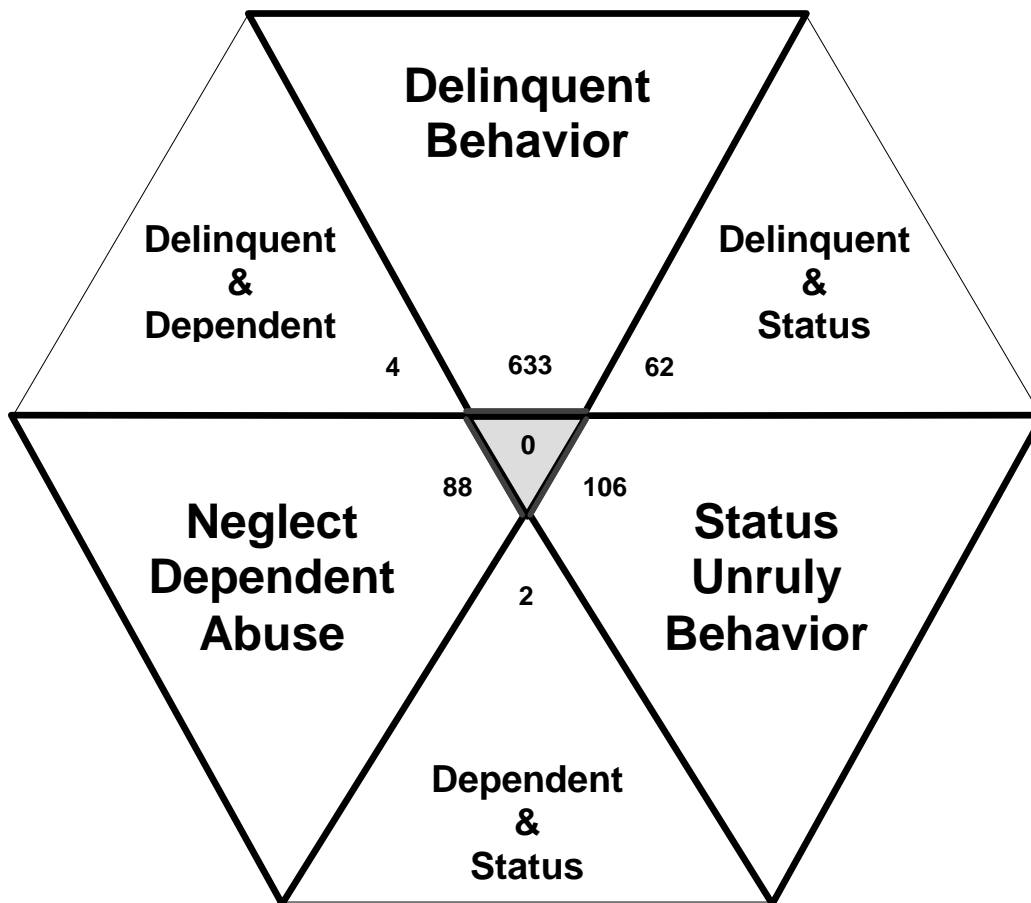 Delinquent
Behavior
Delinquent
&
Dependent
Delinquent
&
Status
4
633
62
0
88
106
Neglect
Dependent
Abuse
Status
Unruly
Behavior
2
Dependent
&
Status